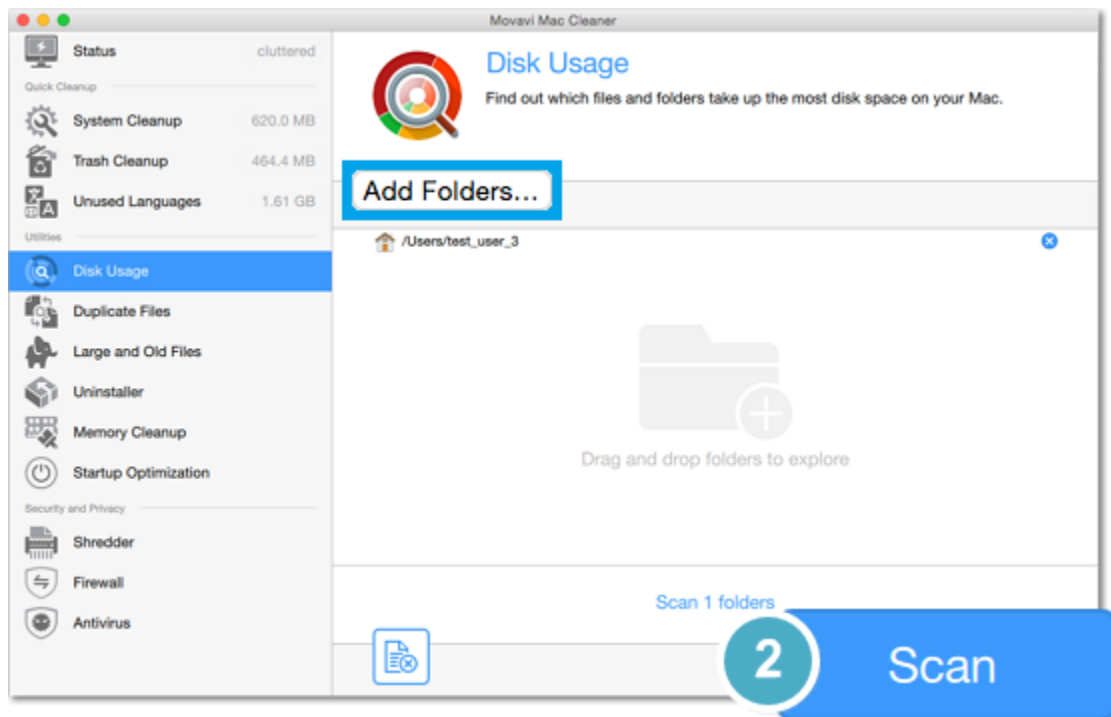 Movavi Mac Cleaner
Status cluttered
Quick Cleanup
System Cleanup 620.0 MB
Trash Cleanup 464.4 MB
Unused Languages 1.61 GB
Utilities
Disk Usage
Duplicate Files
Large and Old Files
Uninstaller
Memory Cleanup
Startup Optimization
Security and Privacy
Shredder
Firewall
Antivirus
Disk Usage
Find out which files and folders take up the most disk space on your Mac.
Add Folders...
/Users/test_user_3
Drag and drop folders to explore
Scan 1 folders
2 Scan